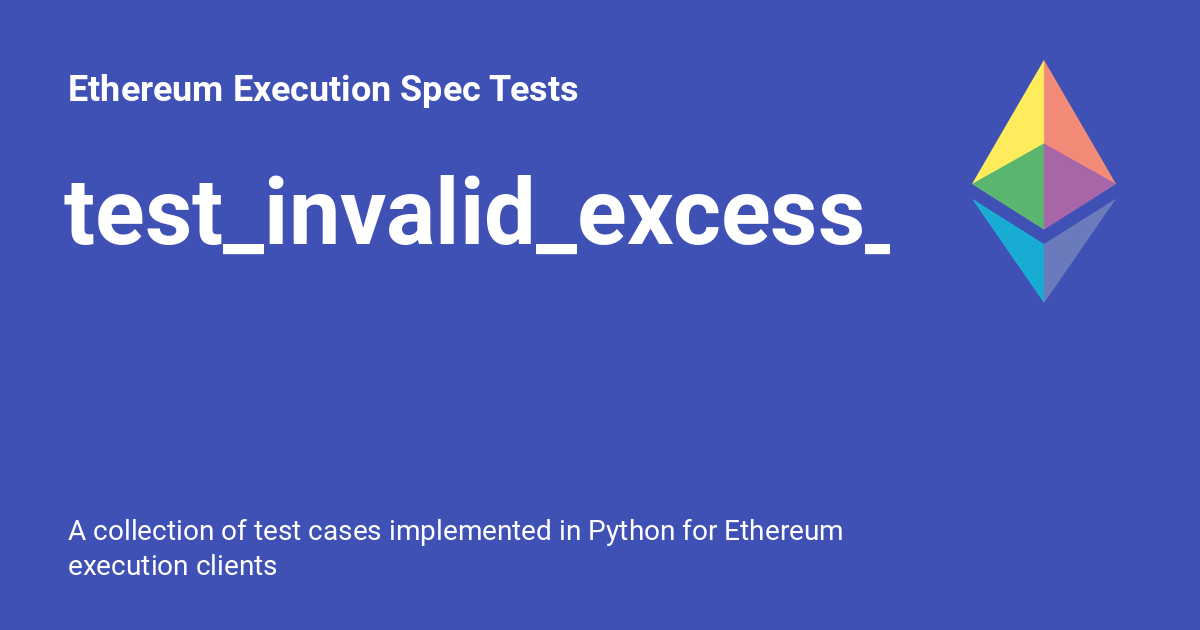 Ethereum Execution Spec Tests
test_invalid_excess_
A collection of test cases implemented in Python for Ethereum
execution clients